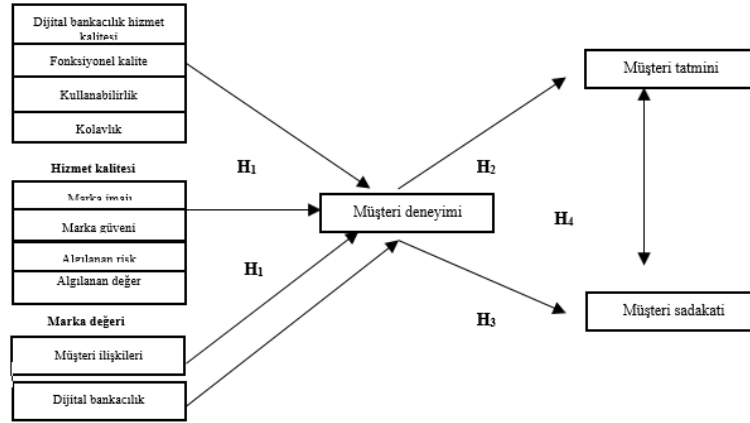 Dijital bankacılık hizmet
kalitesi
Fonksiyonel kalite
Kullanabilirlik
Kolavlık
Hizmet kalitesi
Marka imajı
Marka güveni
Algılanan risk
Algılanan değer
Marka değeri
Müşteri ilişkileri
Dijital bankacılık
H₁
H₁
Müşteri deneyimi
H₂
H₃
Müşteri tatmini
H₄
Müşteri sadakati